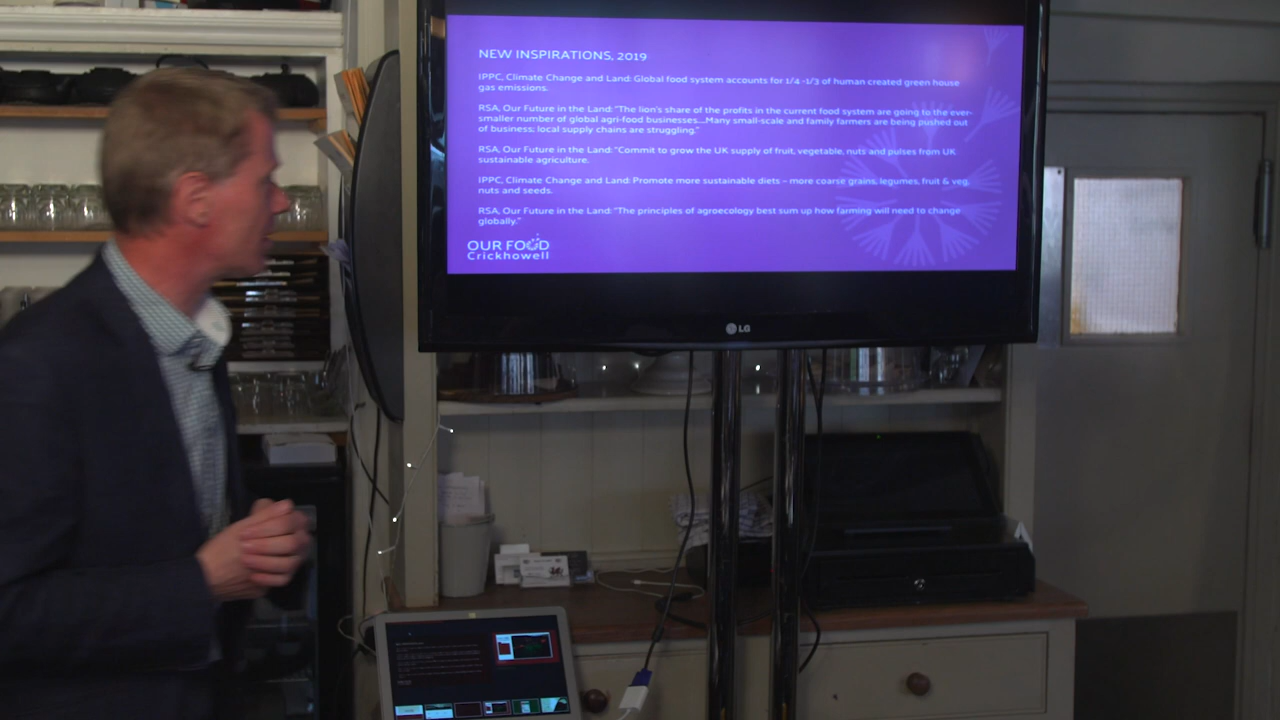 NEW INSPIRATIONS, 2019
IPPC, Climate Change and Land: Global food system accounts for 1/4 -1/3 of human created green house
gas emissions.
RSA, Our Future in the Land: "The lion's share of the profits in the current food system are going to the ever-
smaller number of global agri-food businesses...Many small-scale and family farmers are being pushed out
of business; local supply chains are struggling."
RSA, Our Future in the Land: "Commit to grow the UK supply of fruit, vegetable, nuts and pulses from UK
sustainable agriculture.
IPPC, Climate Change and Land: Promote more sustainable diets – more coarse grains, legumes, fruit & veg,
nuts and seeds.
RSA, Our Future in the Land: "The principles of agroecology best sum up how farming will need to change
globally."
OUR FOOD
Crickhowell
LG